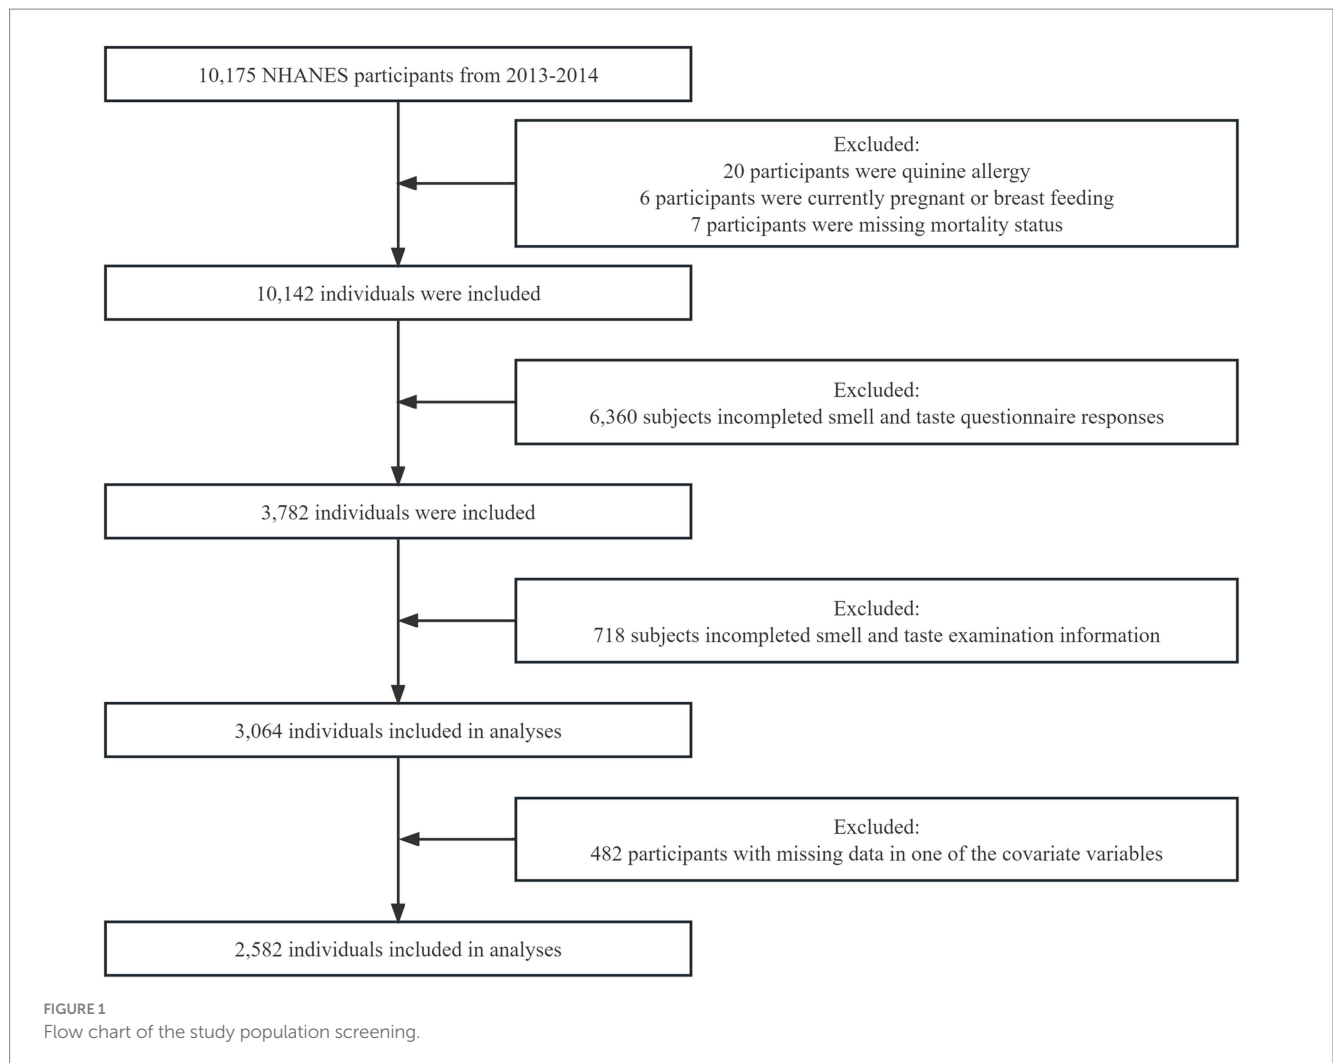 10,175 NHANES participants from 2013-2014
Excluded:
20 participants were quinine allergy
6 participants were currently pregnant or breast feeding
7 participants were missing mortality status
10,142 individuals were included
Excluded:
6,360 subjects incompleted smell and taste questionnaire responses
3,782 individuals were included
Excluded:
718 subjects incompleted smell and taste examination information
3,064 individuals included in analyses
Excluded:
482 participants with missing data in one of the covariate variables
2,582 individuals included in analyses
FIGURE 1
Flow chart of the study population screening.